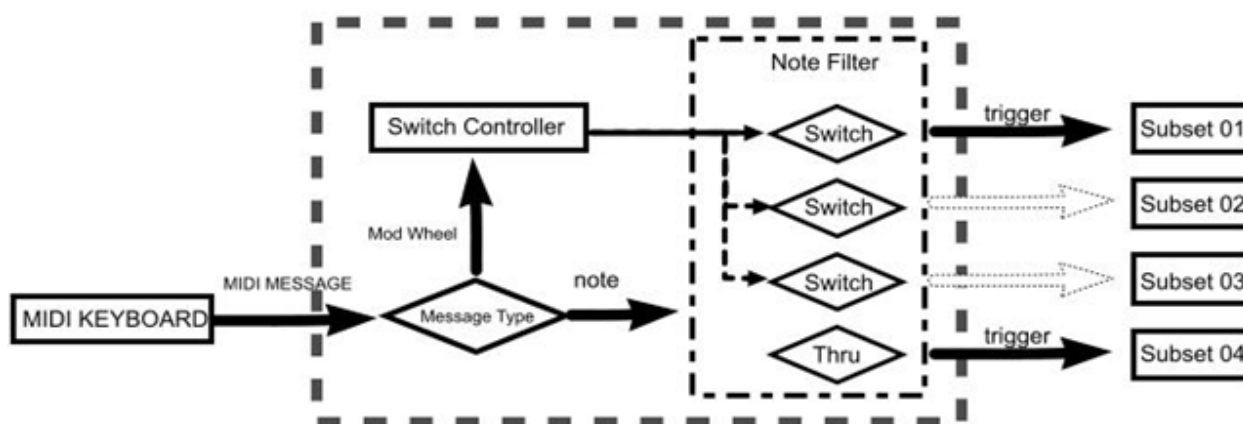 Note Filter
Switch Controller
Switch
trigger
Subset 01
Switch
Subset 02
Mod Wheel
Switch
Subset 03
MIDI MESSAGE
note
MIDI KEYBOARD
Message Type
Thru
trigger
Subset 04